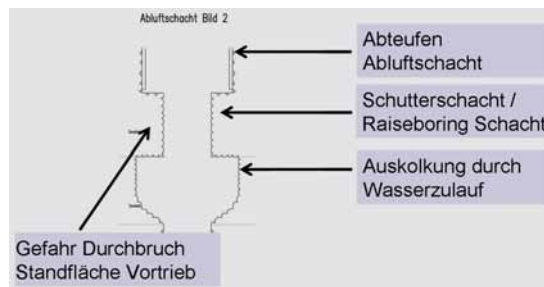 Abluftschacht Bild 2
Abteufen
Abluftschacht
Schutterschacht /
Raiseboring Schacht
Auskolkung durch
Wasserzulauf
Gefahr Durchbruch
Standfläche Vortrieb